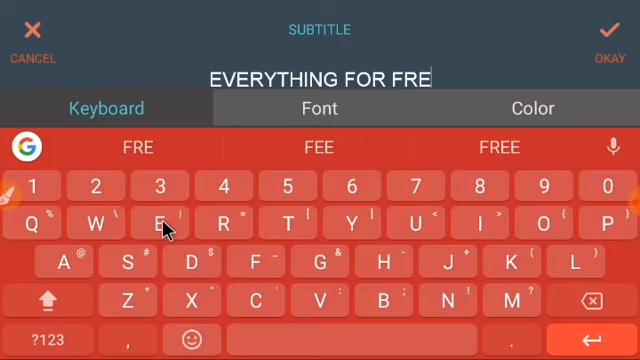 SUBTITLE
CANCEL
OKAY
EVERYTHING FOR FRE
Keyboard Font Color
G FRE FEE FREE
1 2 3 4 5 6 7 8 9 0
Q % W \ E | R = T [ Y ] U < I > O { P }
A @ S # D $ F _ G & H - J + K ( L )
Z * X " C ' V : B ; N ! M ?
?123 , .